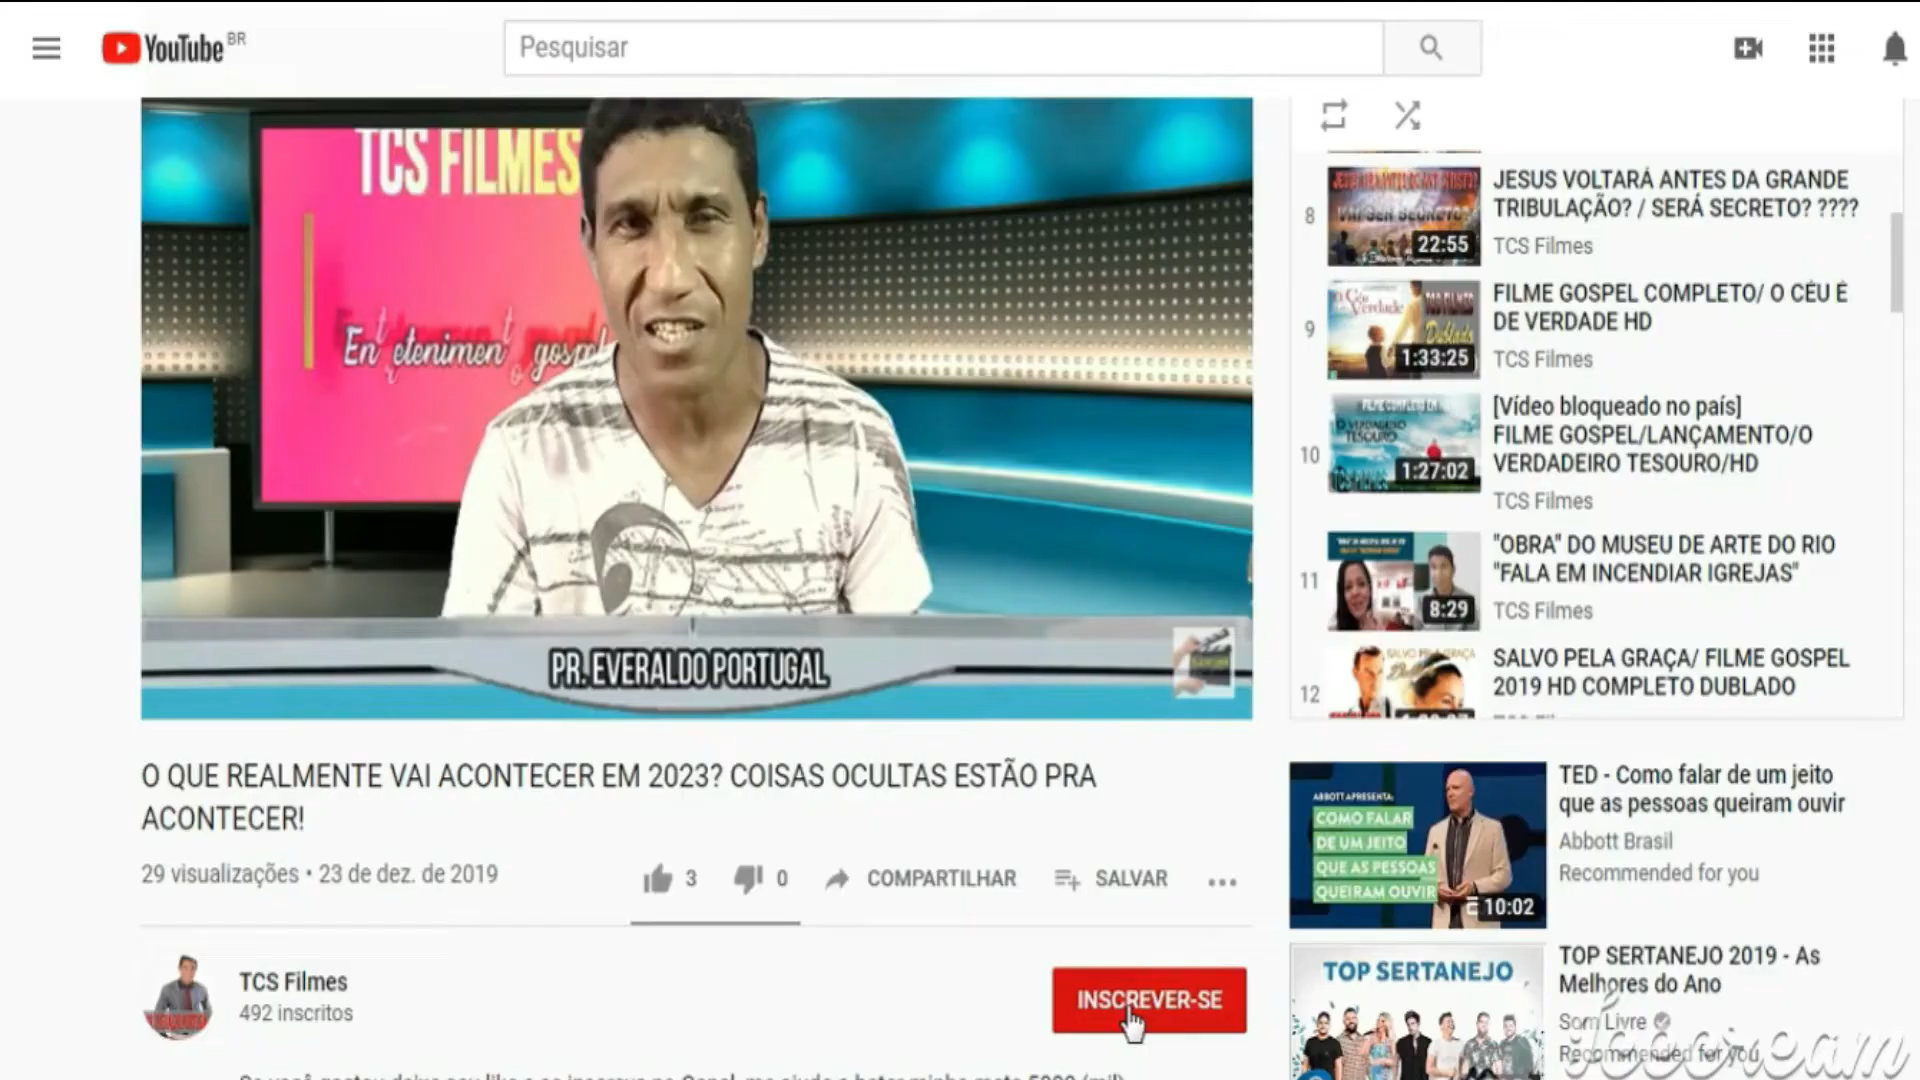 YouTube BR
Pesquisar
TCS FILMES
Entretenimento gospel
PR. EVERALDO PORTUGAL
O QUE REALMENTE VAI ACONTECER EM 2023? COISAS OCULTAS ESTÃO PRA
ACONTECER!
29 visualizações • 23 de dez. de 2019
3
0
COMPARTILHAR
SALVAR
TCS Filmes
492 inscritos
INSCREVER-SE
8
22:55
JESUS VOLTARÁ ANTES DA GRANDE
TRIBULAÇÃO? / SERÁ SECRETO? ????
TCS Filmes
9
1:33:25
FILME GOSPEL COMPLETO/ O CÉU É
DE VERDADE HD
TCS Filmes
10
1:27:02
[Vídeo bloqueado no país]
FILME GOSPEL/LANÇAMENTO/O
VERDADEIRO TESOURO/HD
TCS Filmes
11
8:29
"OBRA" DO MUSEU DE ARTE DO RIO
"FALA EM INCENDIAR IGREJAS"
TCS Filmes
12
SALVO PELA GRAÇA/ FILME GOSPEL
2019 HD COMPLETO DUBLADO
ABBOTT APRESENTA:
COMO FALAR
DE UM JEITO
QUE AS PESSOAS
QUEIRAM OUVIR
10:02
TED - Como falar de um jeito
que as pessoas queiram ouvir
Abbott Brasil
Recommended for you
TOP SERTANEJO
TOP SERTANEJO 2019 - As
Melhores do Ano
Som Livre
Recommended for you